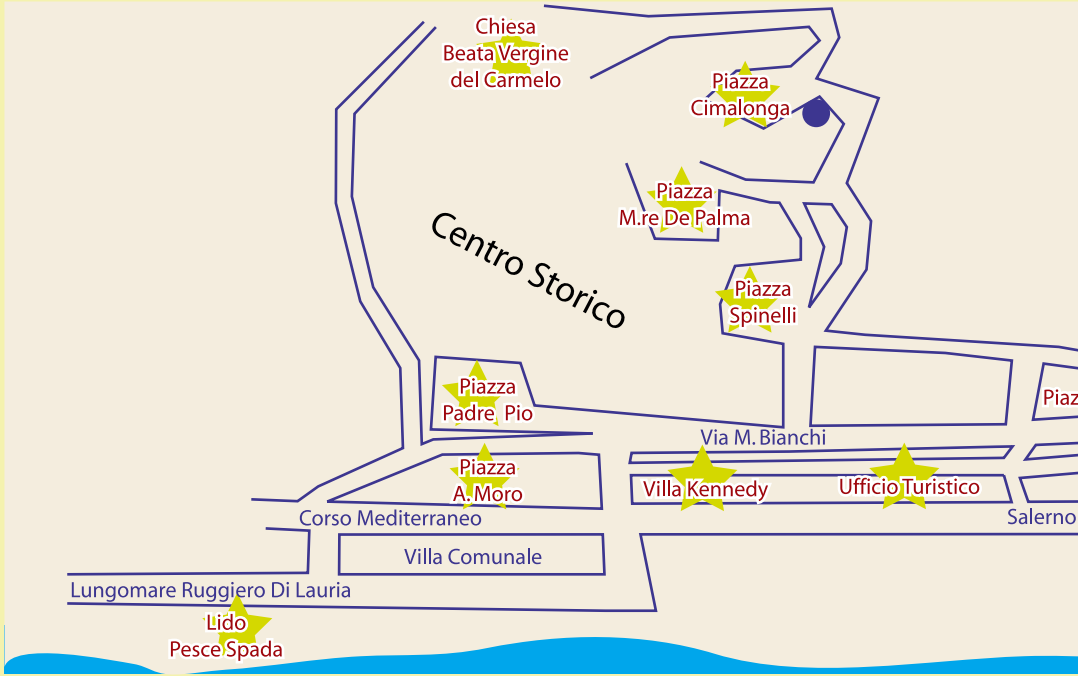 Chiesa
Beata Vergine
del Carmelo
Piazza
Cimalonga
Piazza
M.re De Palma
Centro Storico
Piazza
Spinelli
Piazza
Padre Pio
Piaz
Via M. Bianchi
Piazza
A. Moro
Villa Kennedy
Ufficio Turistico
Corso Mediterraneo
Salerno
Villa Comunale
Lungomare Ruggiero Di Lauria
Lido
Pesce Spada